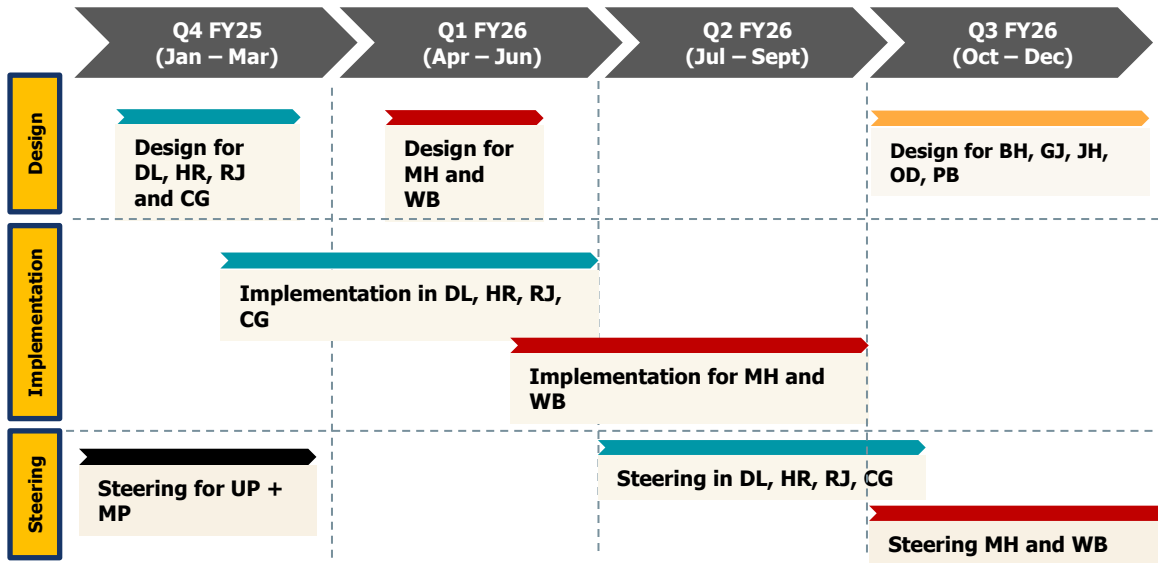 Q4 FY25
(Jan – Mar)
Q1 FY26
(Apr – Jun)
Q2 FY26
(Jul – Sept)
Q3 FY26
(Oct – Dec)
Design
Design for
DL, HR, RJ
and CG
Design for
MH and
WB
Design for BH, GJ, JH,
OD, PB
Implementation
Implementation in DL, HR, RJ,
CG
Implementation for MH and
WB
Steering
Steering for UP +
MP
Steering in DL, HR, RJ, CG
Steering MH and WB